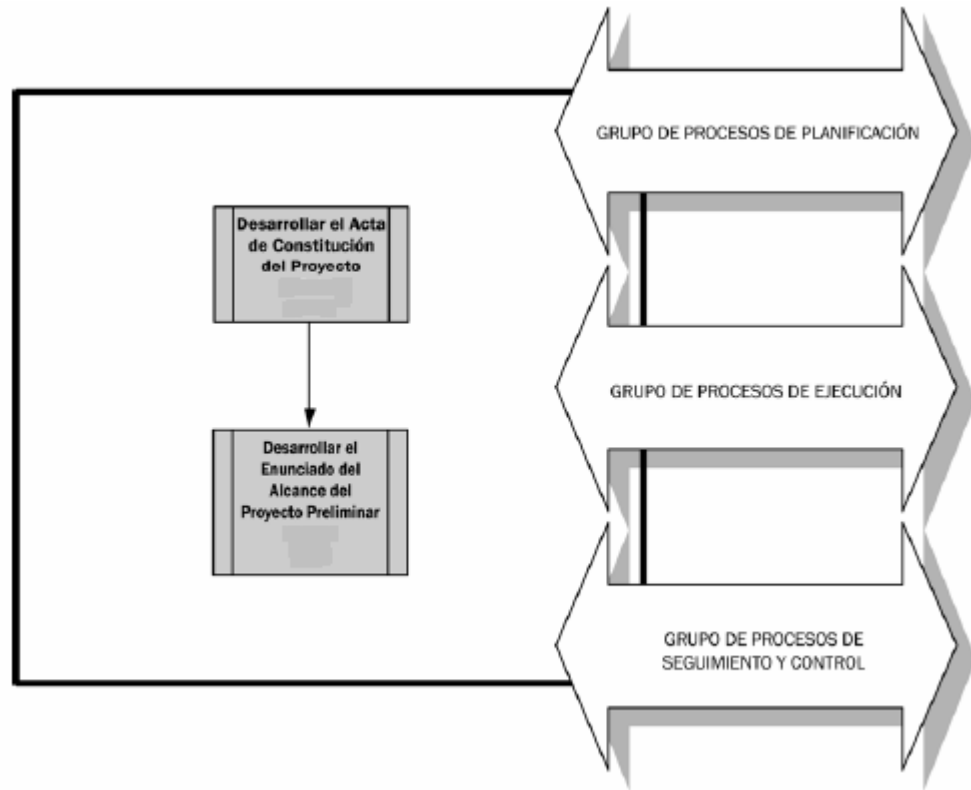 GRUPO DE PROCESOS DE PLANIFICACIÓN
Desarrollar el Acta
de Constitución
del Proyecto
GRUPO DE PROCESOS DE EJECUCIÓN
Desarrollar el
Enunciado del
Alcance del
Proyecto Preliminar
GRUPO DE PROCESOS DE
SEGUIMIENTO Y CONTROL